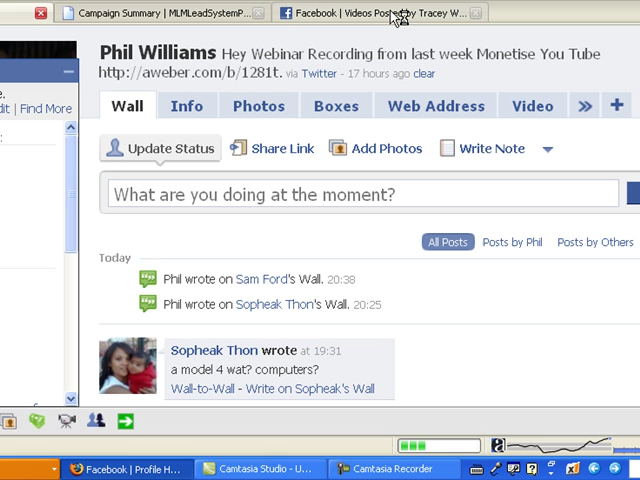 Campaign Summary | MLMLeadSystemP...
Facebook | Videos Posted by Tracey W...
Phil Williams Hey Webinar Recording from last week Monetise You Tube
http://aweber.com/b/1281t. via Twitter - 17 hours ago clear
e.
dit | Find More
:
Wall
Info
Photos
Boxes
Web Address
Video
»
+
Update Status
Share Link
Add Photos
Write Note
What are you doing at the moment?
All Posts
Posts by Phil
Posts by Others
Today
Phil wrote on Sam Ford's Wall. 20:38
Phil wrote on Sopheak Thon's Wall. 20:25
Sopheak Thon wrote at 19:31
a model 4 wat? computers?
Wall-to-Wall - Write on Sopheak's Wall
a
Facebook | Profile H...
Camtasia Studio - U...
Camtasia Recorder